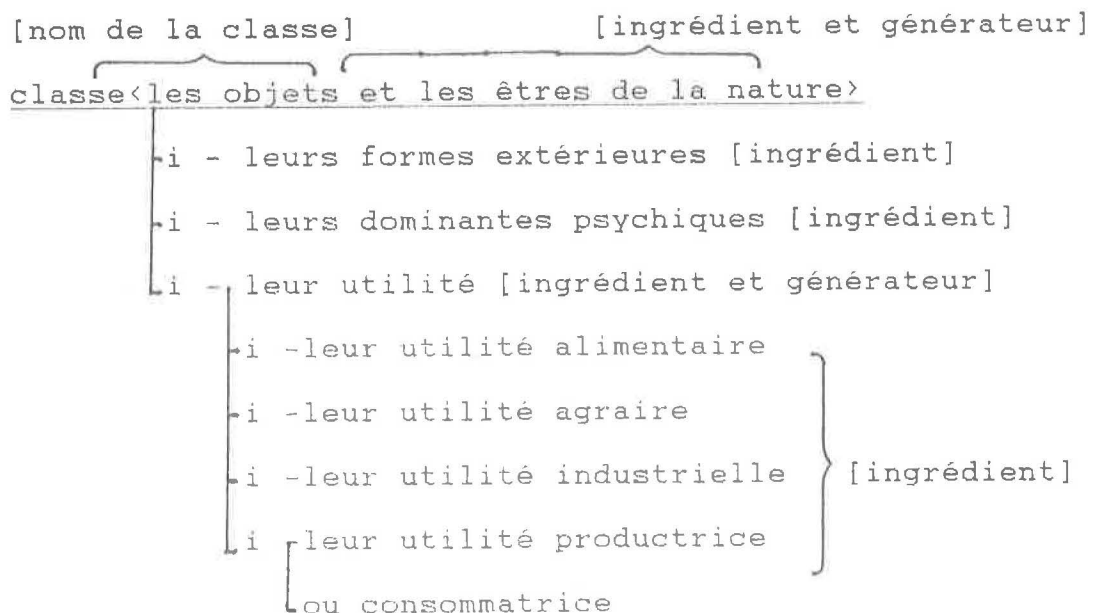 [nom de la classe] [ingrédient et générateur]
classe<les objets et les êtres de la nature>
i - leurs formes extérieures [ingrédient]
i - leurs dominantes psychiques [ingrédient]
i - leur utilité [ingrédient et générateur]
i -leur utilité alimentaire
i -leur utilité agraire
i -leur utilité industrielle [ingrédient]
i leur utilité productrice
ou consommatrice